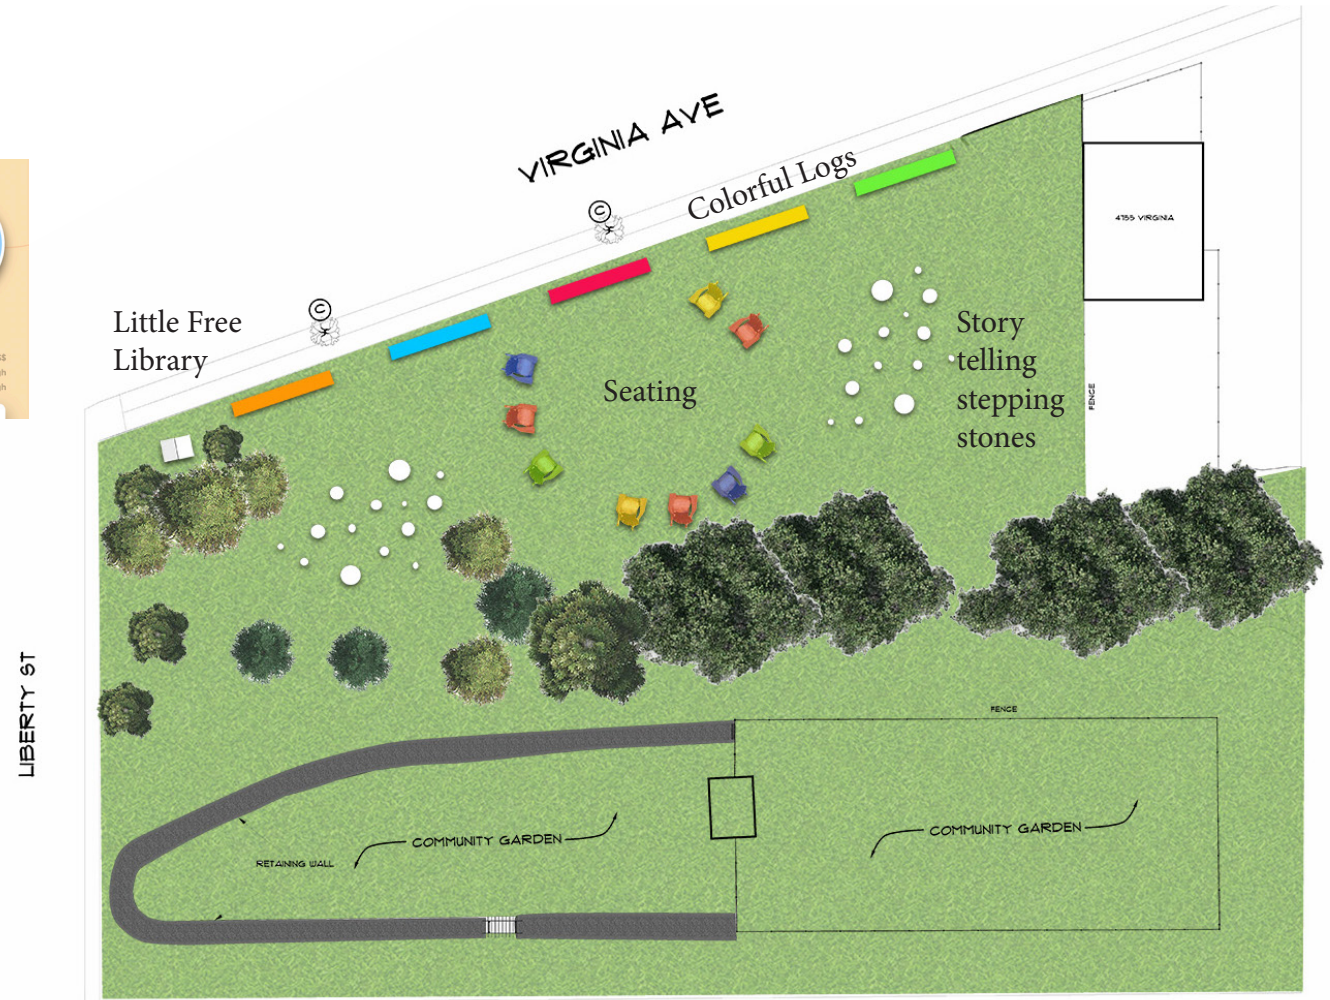 VIRGINIA AVE
©
Colorful Logs
4755 VIRGINIA
©
Little Free
Library
Story
telling
stepping
stones
Seating
FENCE
LIBERTY ST
FENCE
COMMUNITY GARDEN
COMMUNITY GARDEN
RETAINING WALL